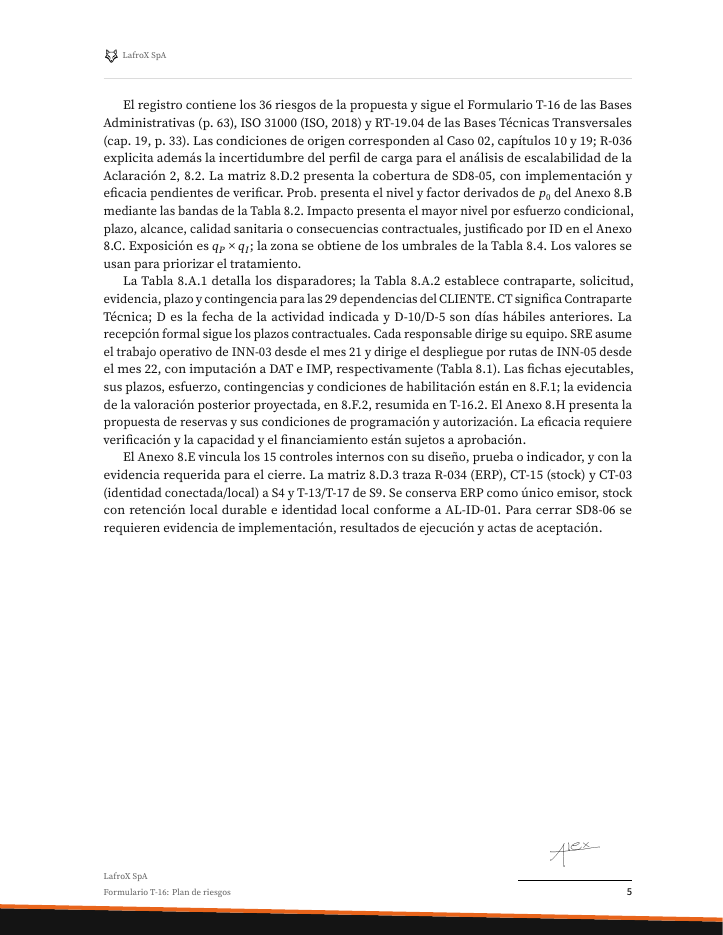 LafroX SpA
El registro contiene los 36 riesgos de la propuesta y sigue el Formulario T-16 de las Bases
Administrativas (p. 63), ISO 31000 (ISO, 2018) y RT-19.04 de las Bases Técnicas Transversales
(cap. 19, p. 33). Las condiciones de origen corresponden al Caso 02, capítulos 10 y 19; R-036
explicita además la incertidumbre del perfil de carga para el análisis de escalabilidad de la
Aclaración 2, 8.2. La matriz 8.D.2 presenta la cobertura de SD8-05, con implementación y
eficacia pendientes de verificar. Prob. presenta el nivel y factor derivados de p₀ del Anexo 8.B
mediante las bandas de la Tabla 8.2. Impacto presenta el mayor nivel por esfuerzo condicional,
plazo, alcance, calidad sanitaria o consecuencias contractuales, justificado por ID en el Anexo
8.C. Exposición es q_P × q_I; la zona se obtiene de los umbrales de la Tabla 8.4. Los valores se
usan para priorizar el tratamiento.
La Tabla 8.A.1 detalla los disparadores; la Tabla 8.A.2 establece contraparte, solicitud,
evidencia, plazo y contingencia para las 29 dependencias del CLIENTE. CT significa Contraparte
Técnica; D es la fecha de la actividad indicada y D-10/D-5 son días hábiles anteriores. La
recepción formal sigue los plazos contractuales. Cada responsable dirige su equipo. SRE asume
el trabajo operativo de INN-03 desde el mes 21 y dirige el despliegue por rutas de INN-05 desde
el mes 22, con imputación a DAT e IMP, respectivamente (Tabla 8.1). Las fichas ejecutables,
sus plazos, esfuerzo, contingencias y condiciones de habilitación están en 8.F.1; la evidencia
de la valoración posterior proyectada, en 8.F.2, resumida en T-16.2. El Anexo 8.H presenta la
propuesta de reservas y sus condiciones de programación y autorización. La eficacia requiere
verificación y la capacidad y el financiamiento están sujetos a aprobación.
El Anexo 8.E vincula los 15 controles internos con su diseño, prueba o indicador, y con la
evidencia requerida para el cierre. La matriz 8.D.3 traza R-034 (ERP), CT-15 (stock) y CT-03
(identidad conectada/local) a S4 y T-13/T-17 de S9. Se conserva ERP como único emisor, stock
con retención local durable e identidad local conforme a AL-ID-01. Para cerrar SD8-06 se
requieren evidencia de implementación, resultados de ejecución y actas de aceptación.
Alex
LafroX SpA
Formulario T-16: Plan de riesgos
5